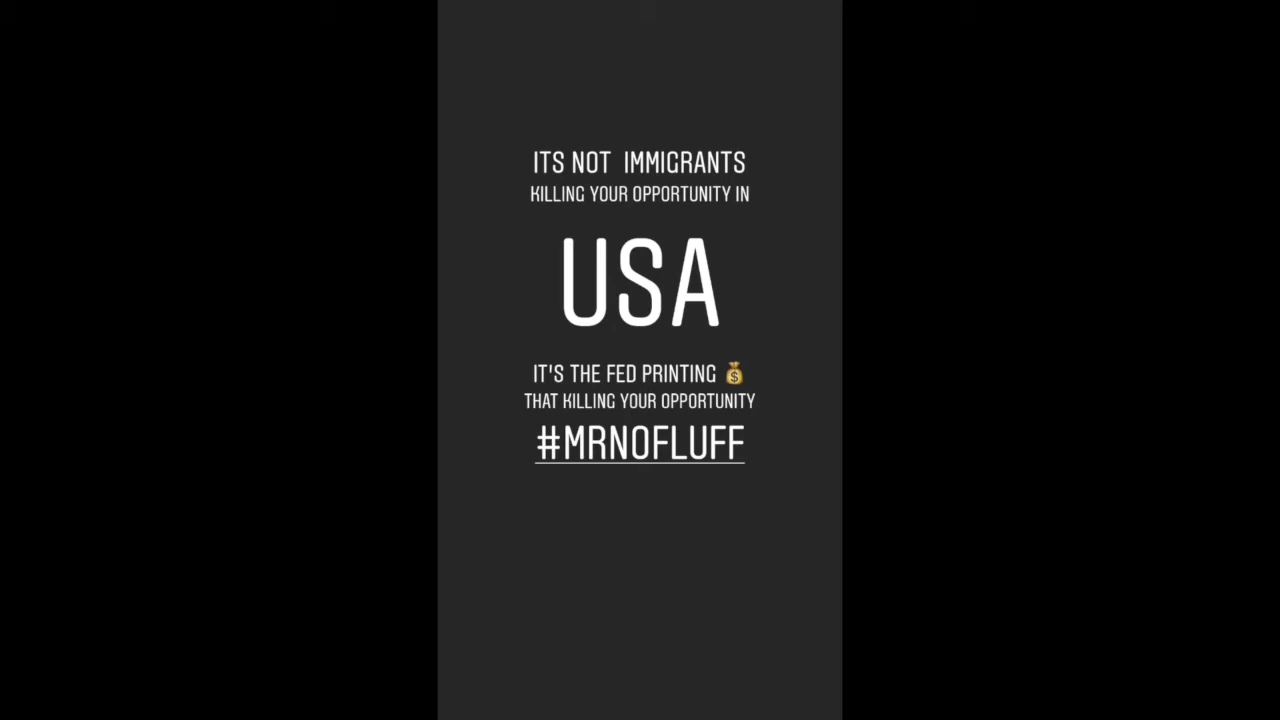 ITS NOT IMMIGRANTS
KILLING YOUR OPPORTUNITY IN
USA
IT'S THE FED PRINTING 💰
THAT KILLING YOUR OPPORTUNITY
#MRNOFLUFF